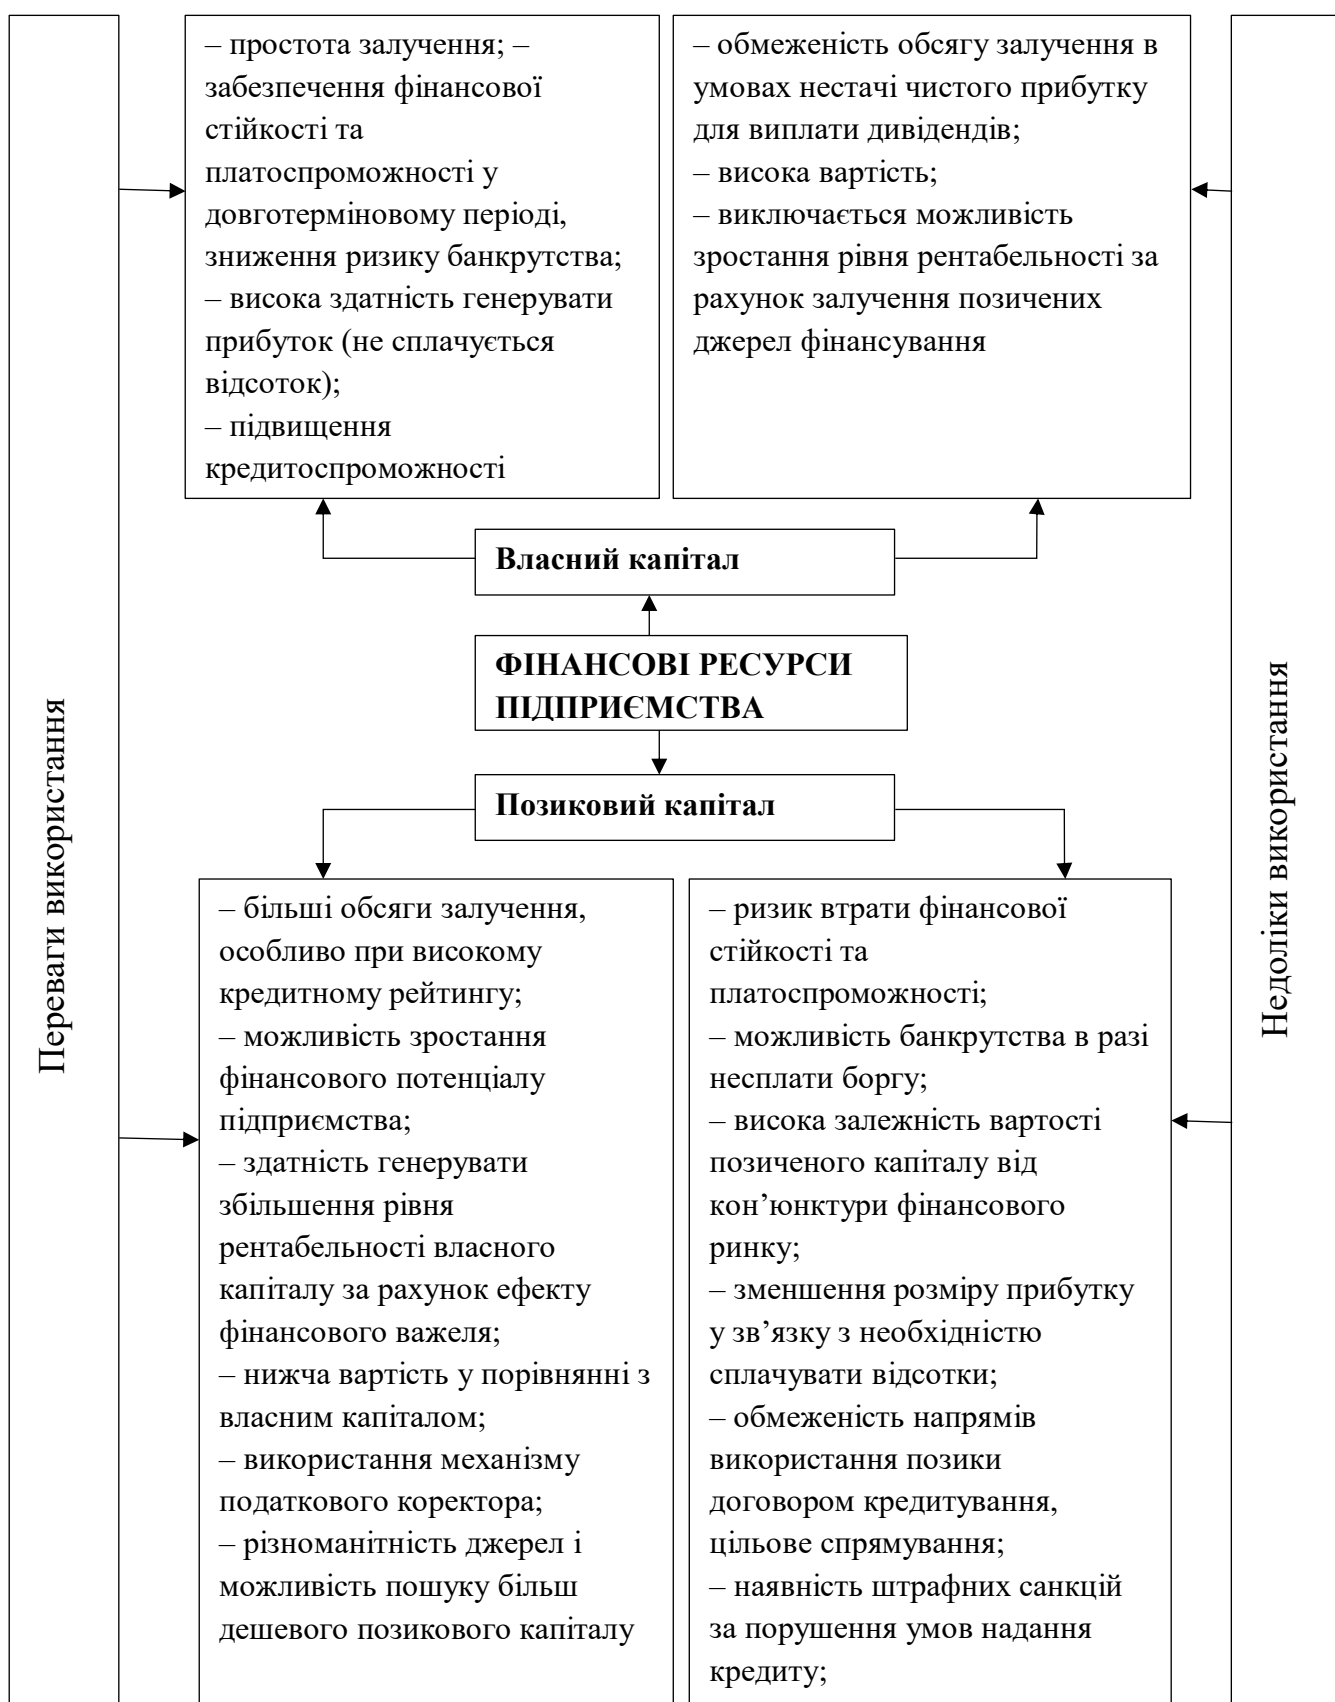 Переваги використання
– простота залучення; –
забезпечення фінансової
стійкості та
платоспроможності у
довготерміновому періоді,
зниження ризику банкрутства;
– висока здатність генерувати
прибуток (не сплачується
відсоток);
– підвищення
кредитоспроможності
– обмеженість обсягу залучення в
умовах нестачі чистого прибутку
для виплати дивідендів;
– висока вартість;
– виключається можливість
зростання рівня рентабельності за
рахунок залучення позичених
джерел фінансування
Власний капітал
ФІНАНСОВІ РЕСУРСИ
ПІДПРИЄМСТВА
Позиковий капітал
– більші обсяги залучення,
особливо при високому
кредитному рейтингу;
– можливість зростання
фінансового потенціалу
підприємства;
– здатність генерувати
збільшення рівня
рентабельності власного
капіталу за рахунок ефекту
фінансового важеля;
– нижча вартість у порівнянні з
власним капіталом;
– використання механізму
податкового коректора;
– різноманітність джерел і
можливість пошуку більш
дешевого позикового капіталу
– ризик втрати фінансової
стійкості та
платоспроможності;
– можливість банкрутства в разі
несплати боргу;
– висока залежність вартості
позиченого капіталу від
кон’юнктури фінансового
ринку;
– зменшення розміру прибутку
у зв’язку з необхідністю
сплачувати відсотки;
– обмеженість напрямів
використання позики
договором кредитування,
цільове спрямування;
– наявність штрафних санкцій
за порушення умов надання
кредиту;
Недоліки використання